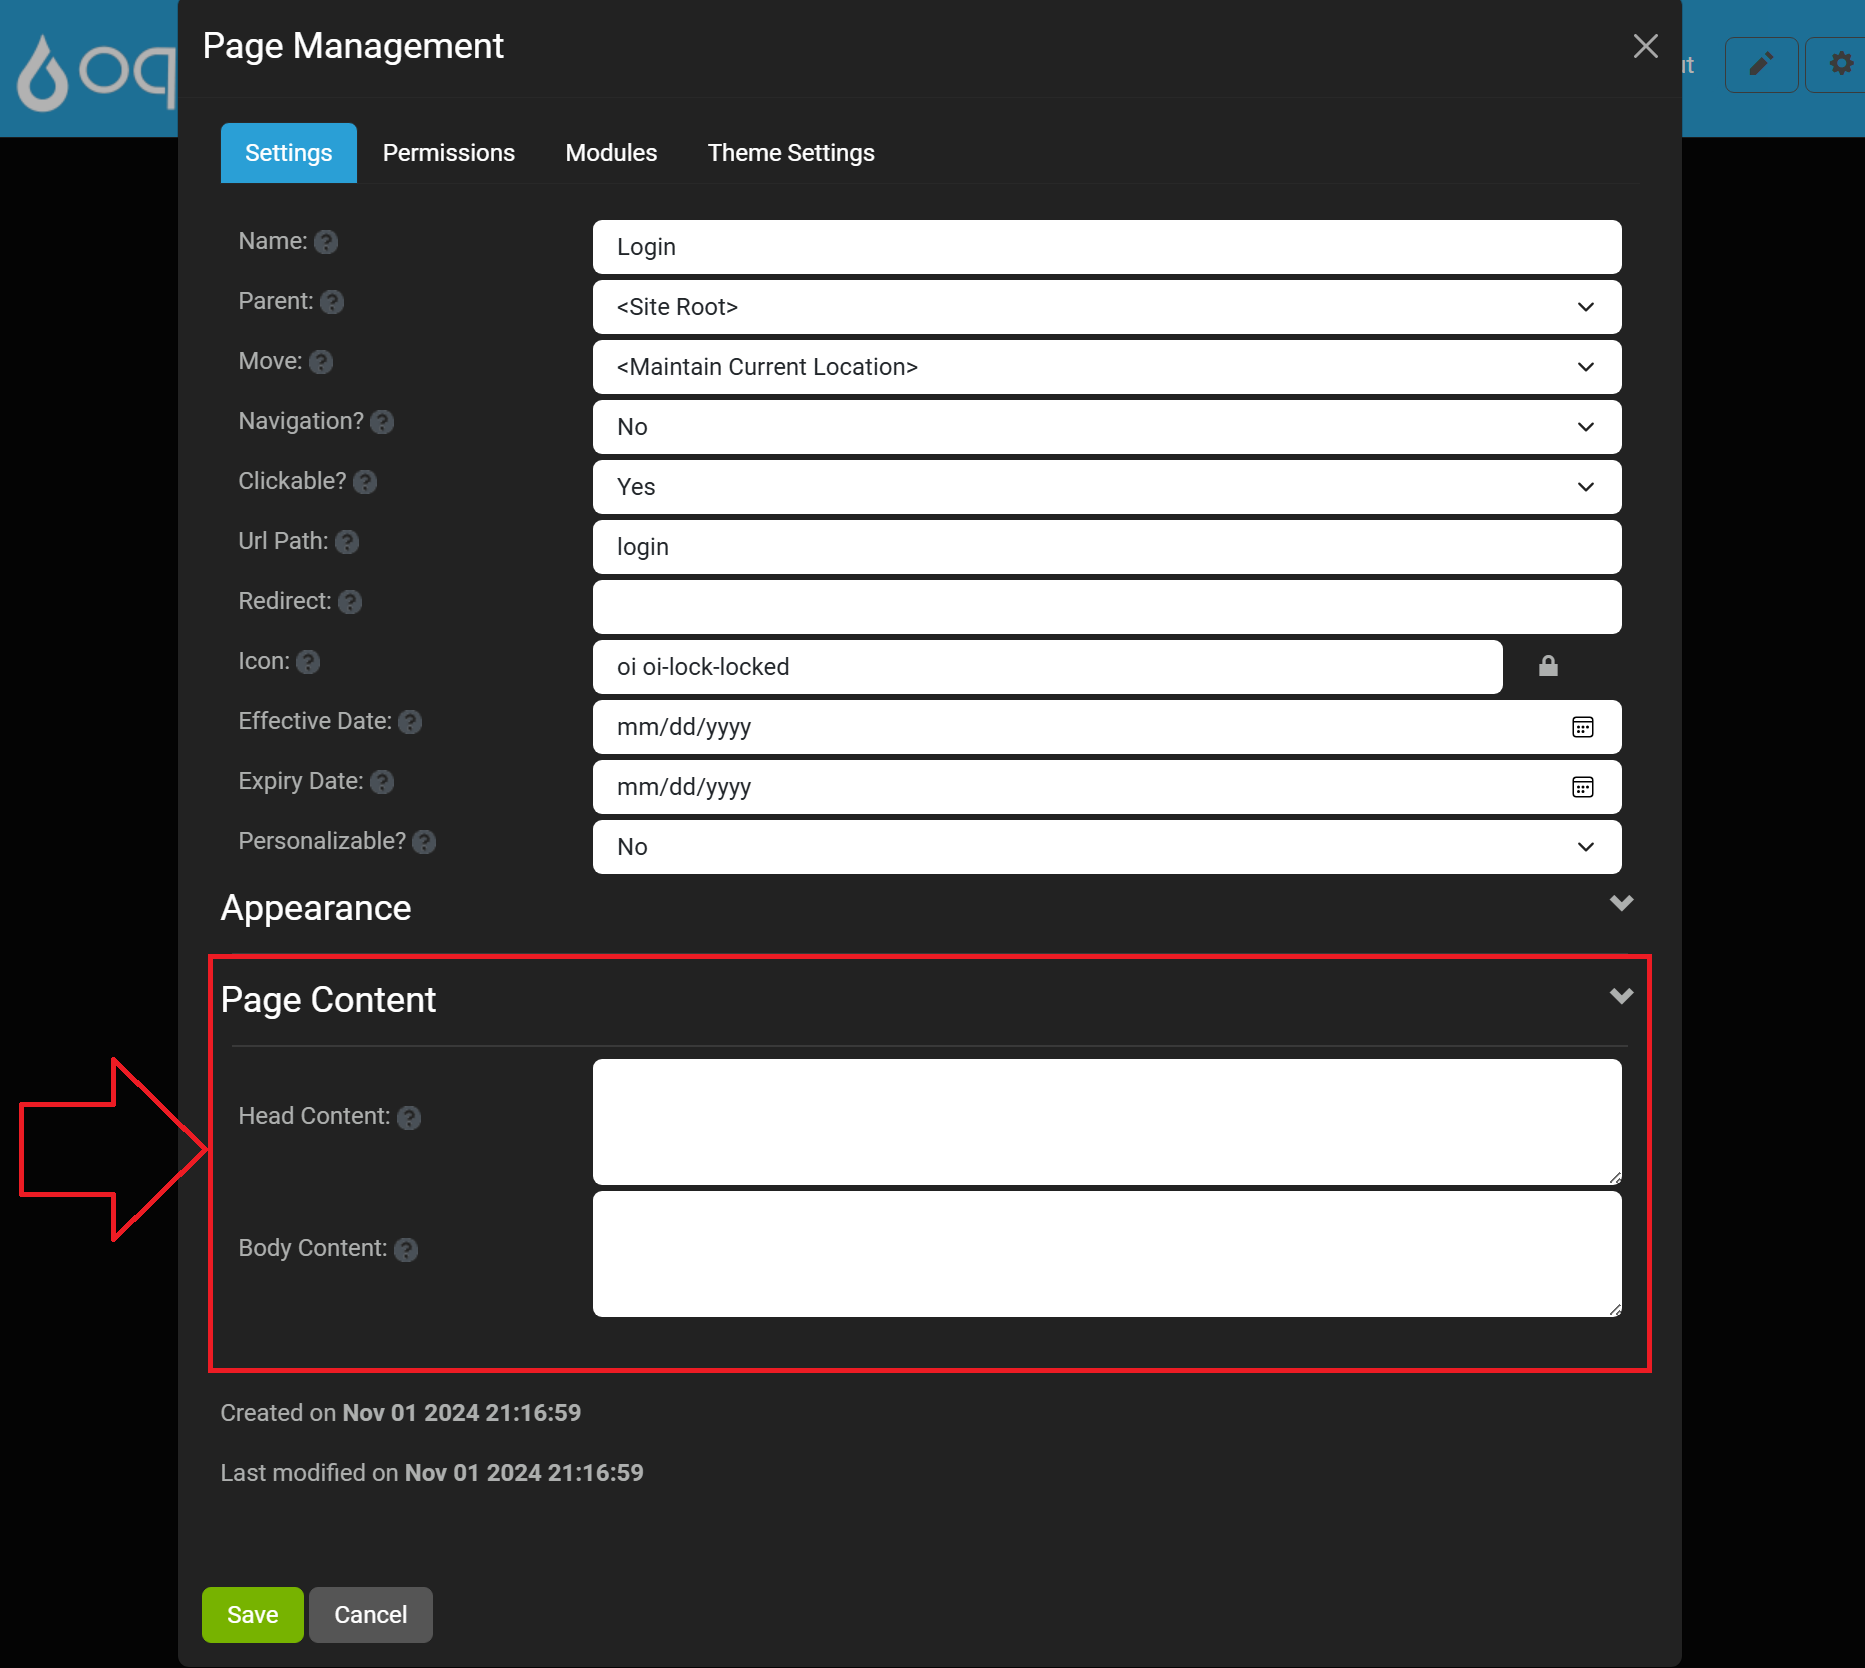 oq
Page Management
ut
Settings Permissions Modules Theme Settings
Name: ? Login
Parent: ? <Site Root>
Move: ? <Maintain Current Location>
Navigation? ? No
Clickable? ? Yes
Url Path: ? login
Redirect: ?
Icon: ? oi oi-lock-locked
Effective Date: ? mm/dd/yyyy
Expiry Date: ? mm/dd/yyyy
Personalizable? ? No
Appearance
Page Content
Head Content: ?
Body Content: ?
Created on Nov 01 2024 21:16:59
Last modified on Nov 01 2024 21:16:59
Save Cancel